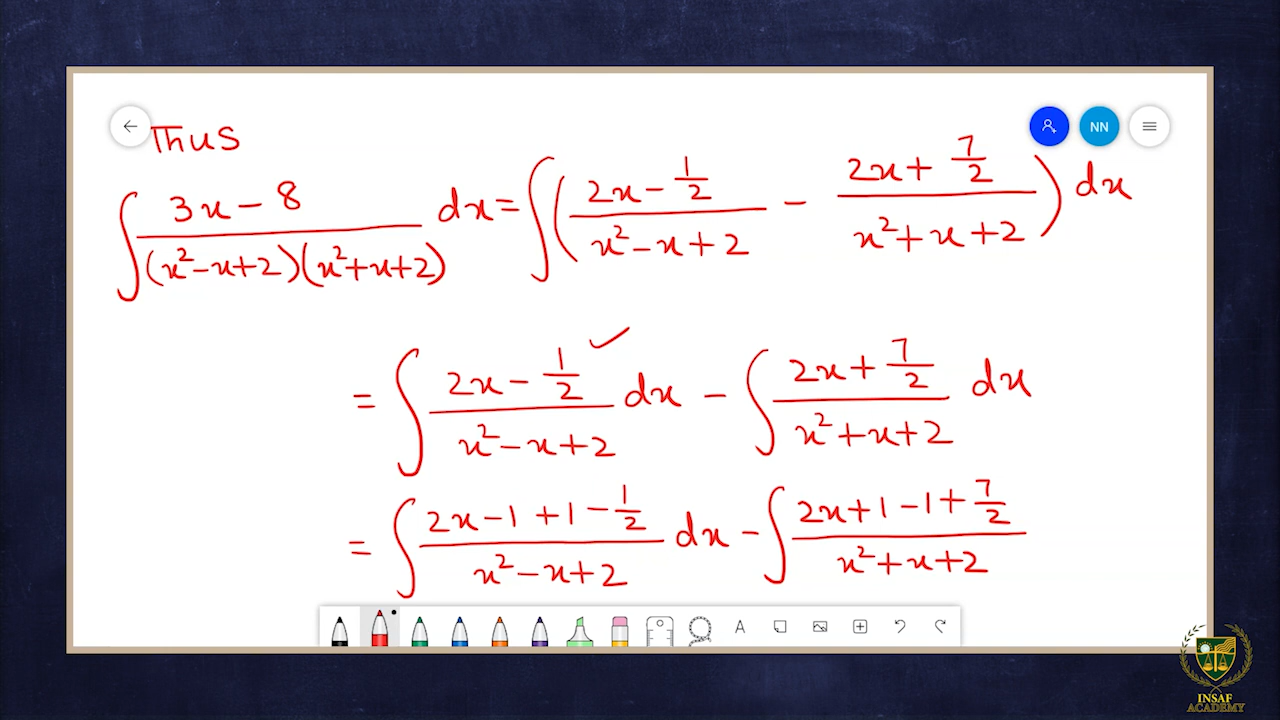 Thus
∫ (3x − 8)/((x² − x + 2)(x² + x + 2)) dx = ∫ ( (2x − 1/2)/(x² − x + 2) − (2x + 7/2)/(x² + x + 2) ) dx
= ∫ (2x − 1/2)/(x² − x + 2) dx − ∫ (2x + 7/2)/(x² + x + 2) dx
= ∫ (2x − 1 + 1 − 1/2)/(x² − x + 2) dx − ∫ (2x + 1 − 1 + 7/2)/(x² + x + 2)
NN
A
INSAF
ACADEMY